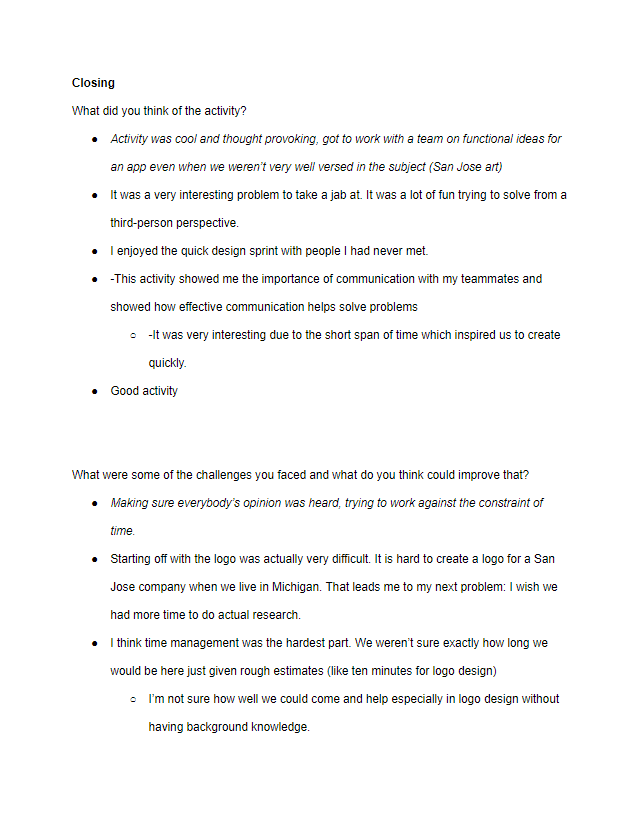 Closing
What did you think of the activity?
● Activity was cool and thought provoking, got to work with a team on functional ideas for
an app even when we weren't very well versed in the subject (San Jose art)
● It was a very interesting problem to take a jab at. It was a lot of fun trying to solve from a
third-person perspective.
● I enjoyed the quick design sprint with people I had never met.
● -This activity showed me the importance of communication with my teammates and
showed how effective communication helps solve problems
○ -It was very interesting due to the short span of time which inspired us to create
quickly.
● Good activity
What were some of the challenges you faced and what do you think could improve that?
● Making sure everybody's opinion was heard, trying to work against the constraint of
time.
● Starting off with the logo was actually very difficult. It is hard to create a logo for a San
Jose company when we live in Michigan. That leads me to my next problem: I wish we
had more time to do actual research.
● I think time management was the hardest part. We weren't sure exactly how long we
would be here just given rough estimates (like ten minutes for logo design)
○ I'm not sure how well we could come and help especially in logo design without
having background knowledge.